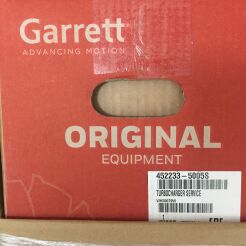 Garrett
ADVANCING MOTION
ORIGINAL
EQUIPMENT
452233-5005S
TURBOCHARGER SERVICE